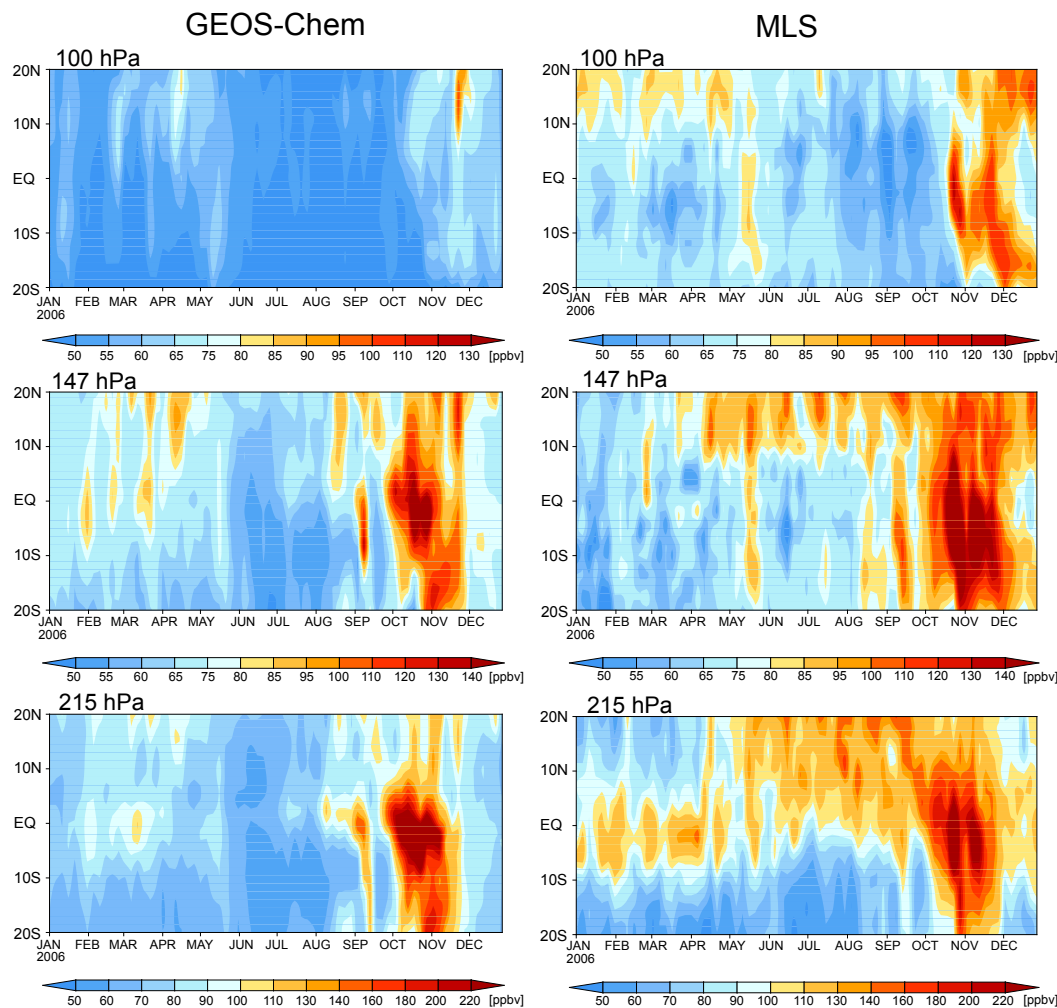 GEOS-Chem
MLS
100 hPa
100 hPa
20N
10N
EQ
10S
20S
JAN FEB MAR APR MAY JUN JUL AUG SEP OCT NOV DEC
2006
20N
10N
EQ
10S
20S
JAN FEB MAR APR MAY JUN JUL AUG SEP OCT NOV DEC
2006
50 55 60 65 75 80 85 90 95 100 110 120 130 [ppbv]
50 55 65 75 80 85 90 95 100 110 120 130 [ppbv]
147 hPa
147 hPa
20N
10N
EQ
10S
20S
JAN FEB MAR APR MAY JUN JUL AUG SEP OCT NOV DEC
2006
20N
10N
EQ
10S
20S
JAN FEB MAR APR MAY JUN JUL AUG SEP OCT NOV DEC
2006
50 55 60 65 75 80 85 90 95 100 110 120 130 140 [ppbv]
50 55 60 65 75 80 85 90 95 100 110 120 130 140 [ppbv]
215 hPa
215 hPa
20N
10N
EQ
10S
20S
JAN FEB MAR APR MAY JUN JUL AUG SEP OCT NOV DEC
2006
20N
10N
EQ
10S
20S
JAN FEB MAR APR MAY JUN JUL AUG SEP OCT NOV DEC
2006
50 60 80 90 100 110 140 160 180 200 220 [ppbv]
50 60 80 90 100 110 140 160 180 200 220 [ppbv]